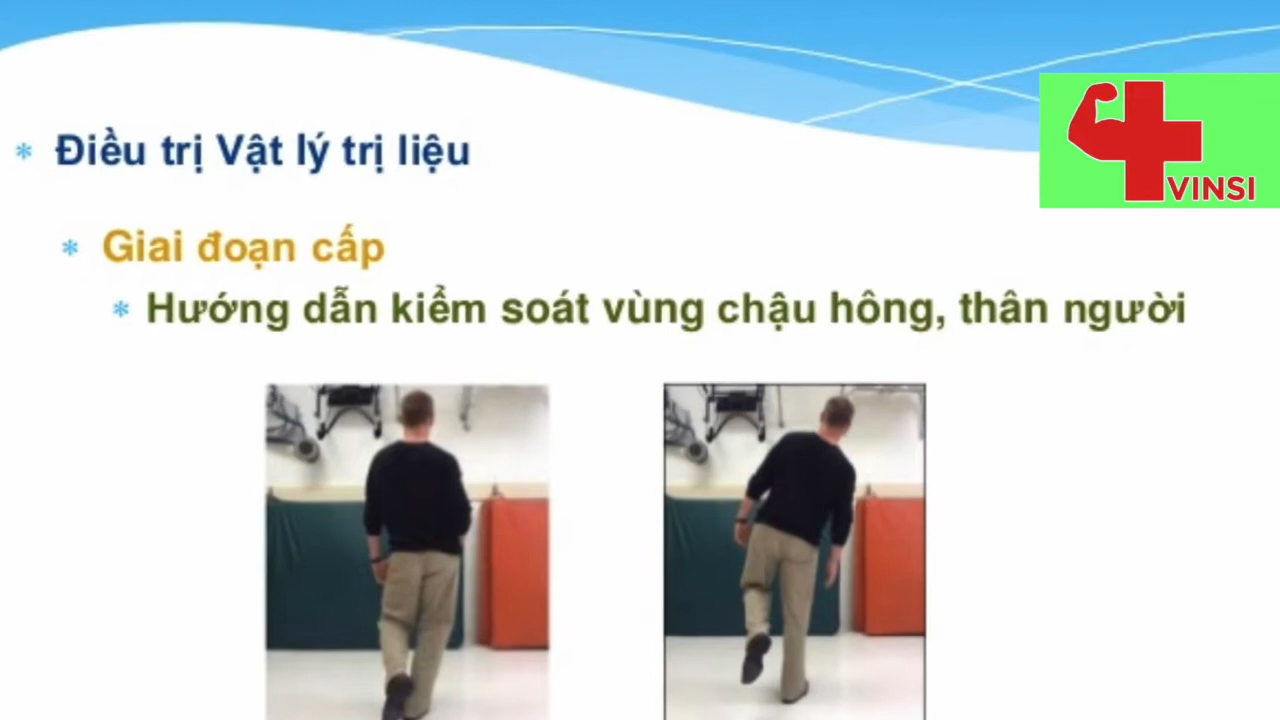 Điều trị Vật lý trị liệu
Giai đoạn cấp
Hướng dẫn kiểm soát vùng chậu hông, thân người
VINSI